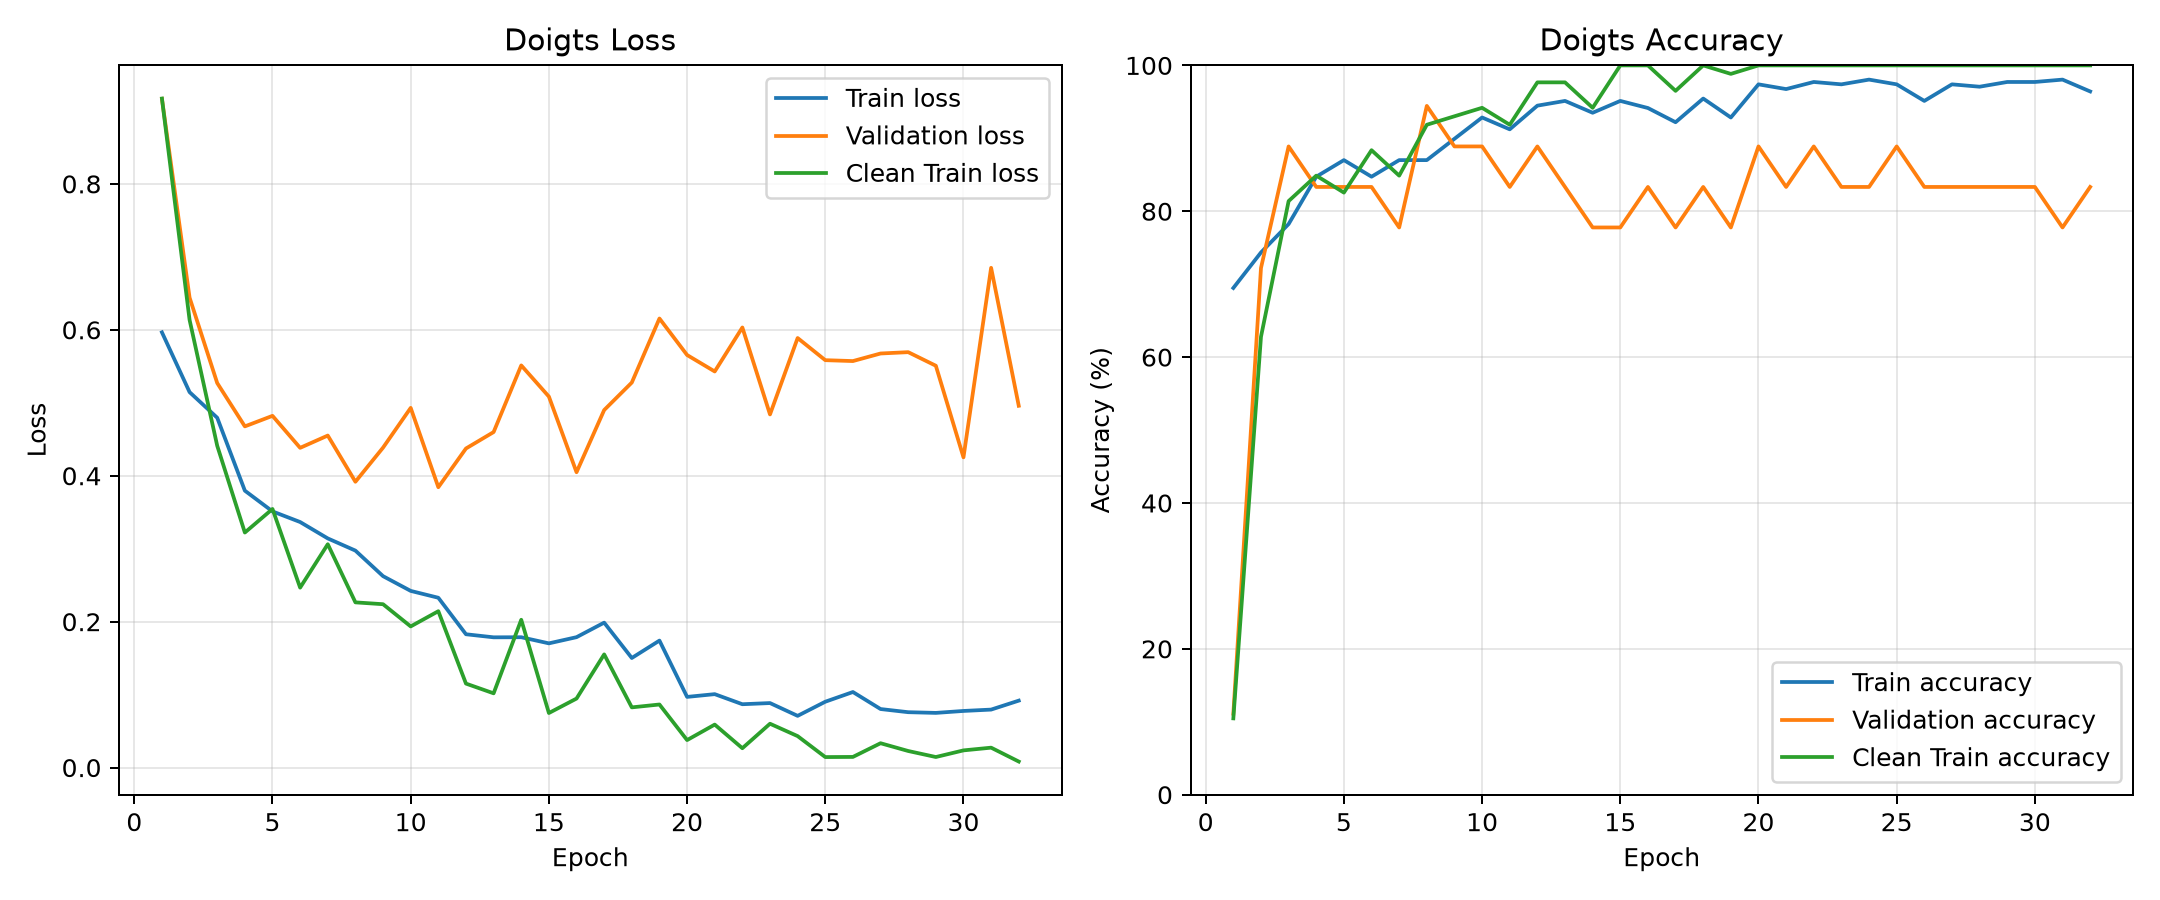 Doigts Loss
Train loss
Validation loss
Clean Train loss
0.8
0.6
0.4
0.2
0.0
Loss
0 5 10 15 20 25 30
Epoch
Doigts Accuracy
100
80
60
40
20
0
Accuracy (%)
Train accuracy
Validation accuracy
Clean Train accuracy
0 5 10 15 20 25 30
Epoch